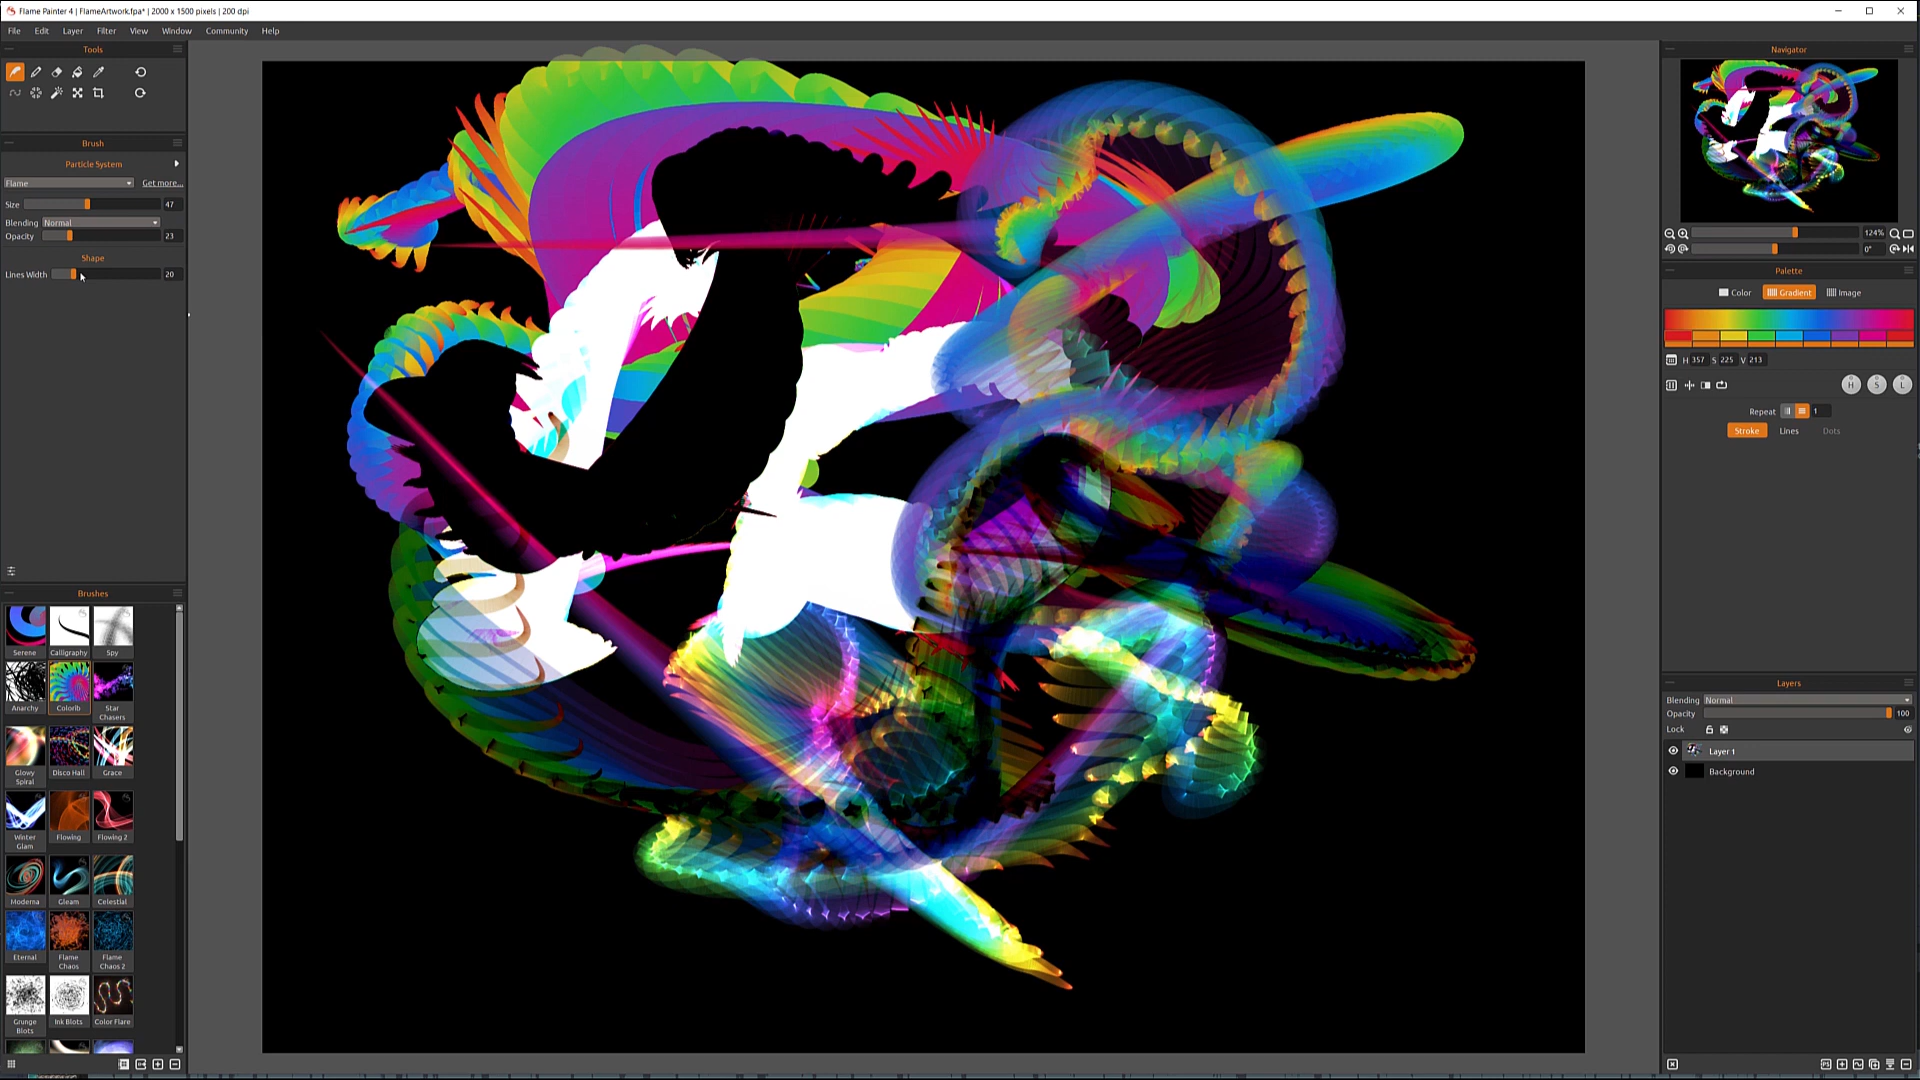 Flame Painter 4 | FlameArtwork.fpa* | 2000 x 1500 pixels | 200 dpi
File Edit Layer Filter View Window Community Help
Tools
Brush
Particle System
Flame Get more...
Size 47
Blending Normal
Opacity 23
Shape
Lines Width 20
Brushes
Serene Calligraphy Spy
Anarchy Colorib Star Chasers
Glowy Spiral Disco Hall Grace
Winter Glam Flowing Flowing 2
Moderna Gleam Celestial
Eternal Flame Chaos Flame Chaos 2
Grunge Blots Ink Blots Color Flare
Navigator
124%
0°
Palette
Color Gradient Image
H 357 S 225 V 213
H S L
Repeat 1
Stroke Lines Dots
Layers
Blending Normal
Opacity 100
Lock
Layer 1
Background